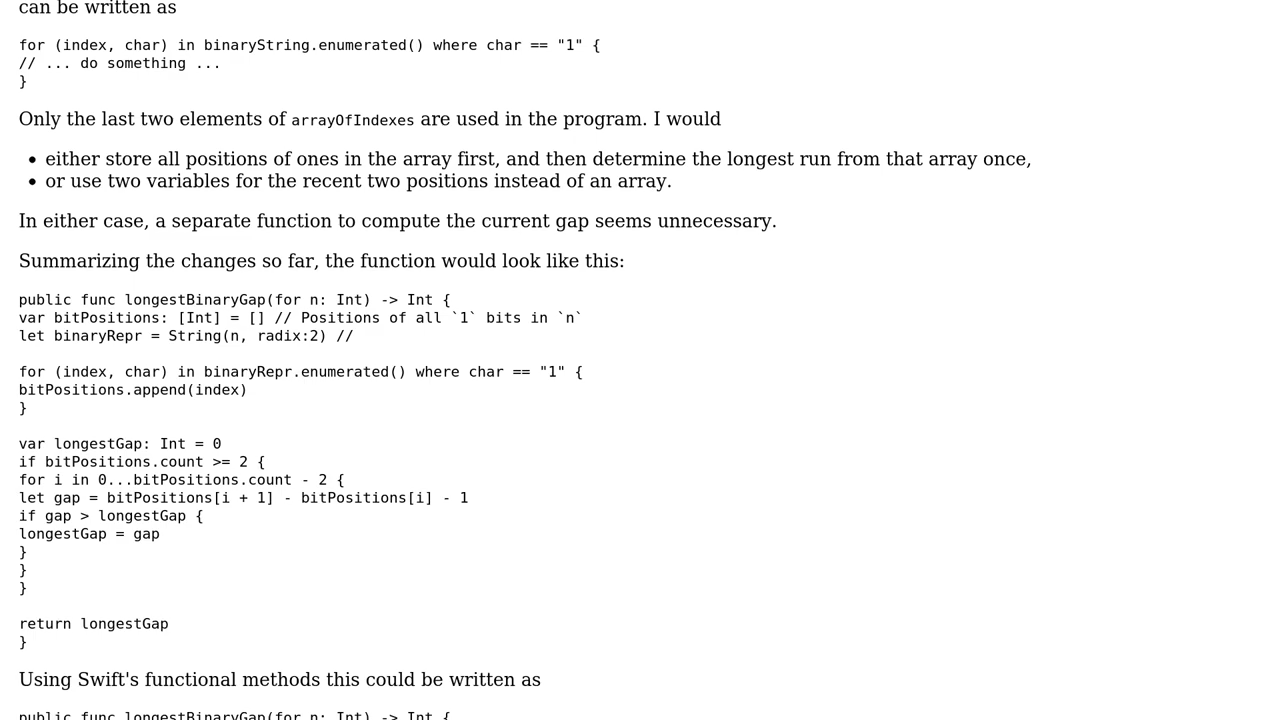 can be written as
for (index, char) in binaryString.enumerated() where char == "1" {
// ... do something ...
}
Only the last two elements of arrayOfIndexes are used in the program. I would
• either store all positions of ones in the array first, and then determine the longest run from that array once,
• or use two variables for the recent two positions instead of an array.
In either case, a separate function to compute the current gap seems unnecessary.
Summarizing the changes so far, the function would look like this:
public func longestBinaryGap(for n: Int) -> Int {
var bitPositions: [Int] = [] // Positions of all `1` bits in `n`
let binaryRepr = String(n, radix:2) //
for (index, char) in binaryRepr.enumerated() where char == "1" {
bitPositions.append(index)
}
var longestGap: Int = 0
if bitPositions.count >= 2 {
for i in 0...bitPositions.count - 2 {
let gap = bitPositions[i + 1] - bitPositions[i] - 1
if gap > longestGap {
longestGap = gap
}
}
}
return longestGap
}
Using Swift's functional methods this could be written as
public func longestBinaryGap(for n: Int) -> Int {